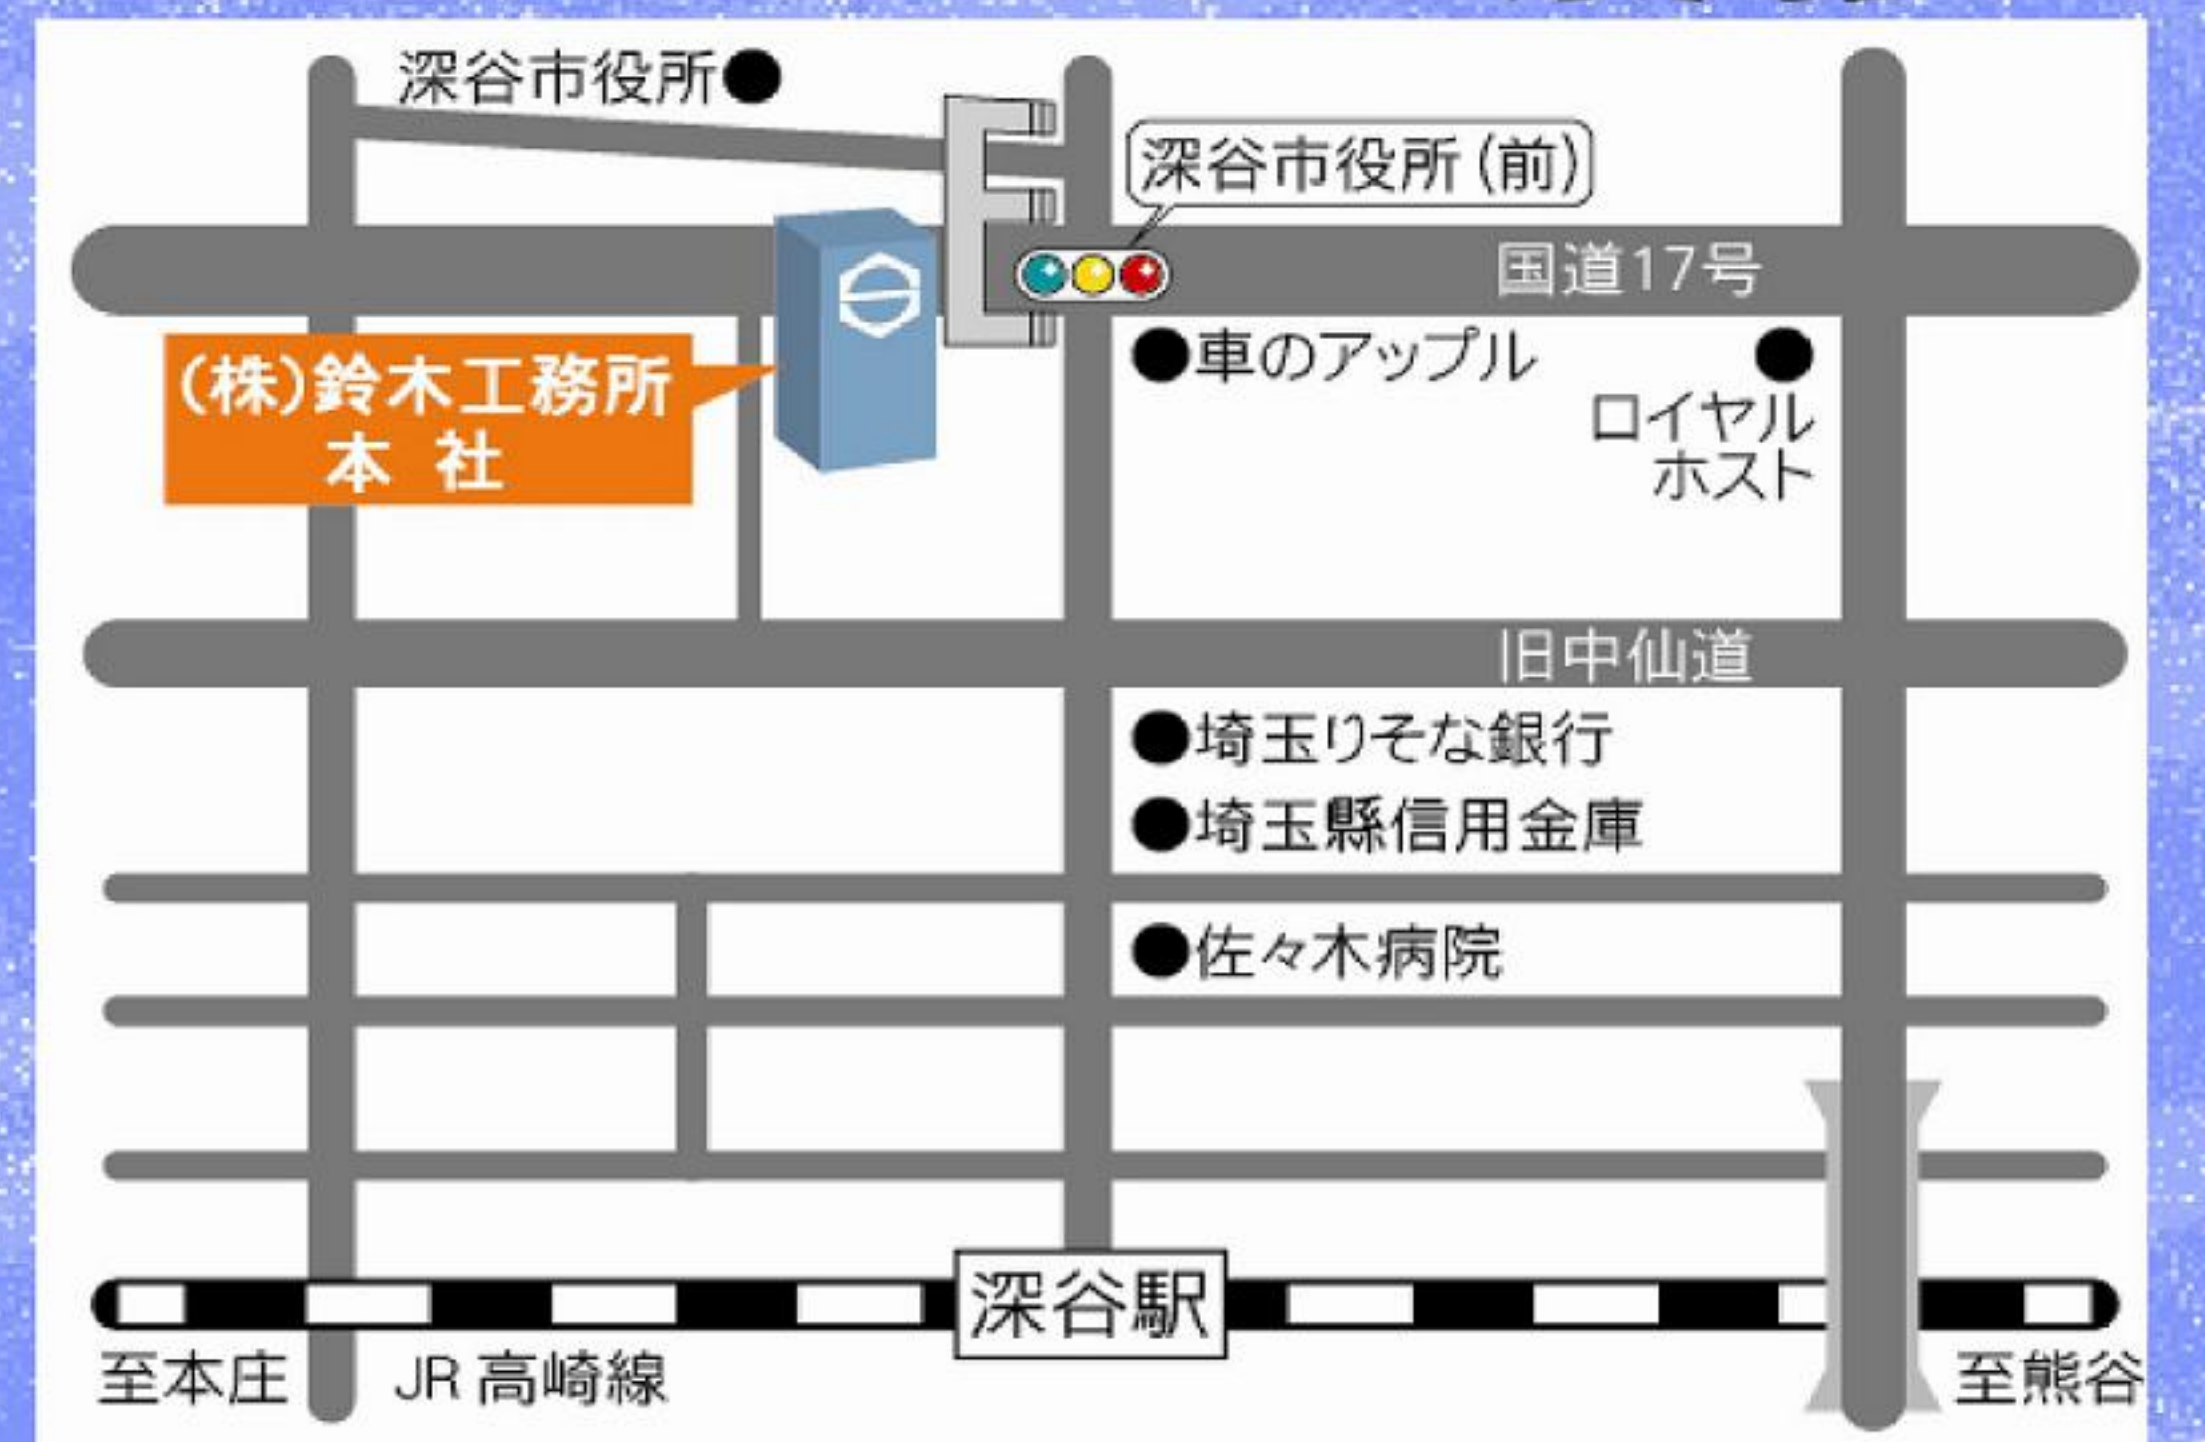 深谷市役所●
深谷市役所(前)
国道17号
(株)鈴木工務所
本社
●車のアップル
ロイヤル
ホスト
旧中仙道
●埼玉りそな銀行
●埼玉縣信用金庫
●佐々木病院
深谷駅
至本庄
JR 高崎線
至熊谷